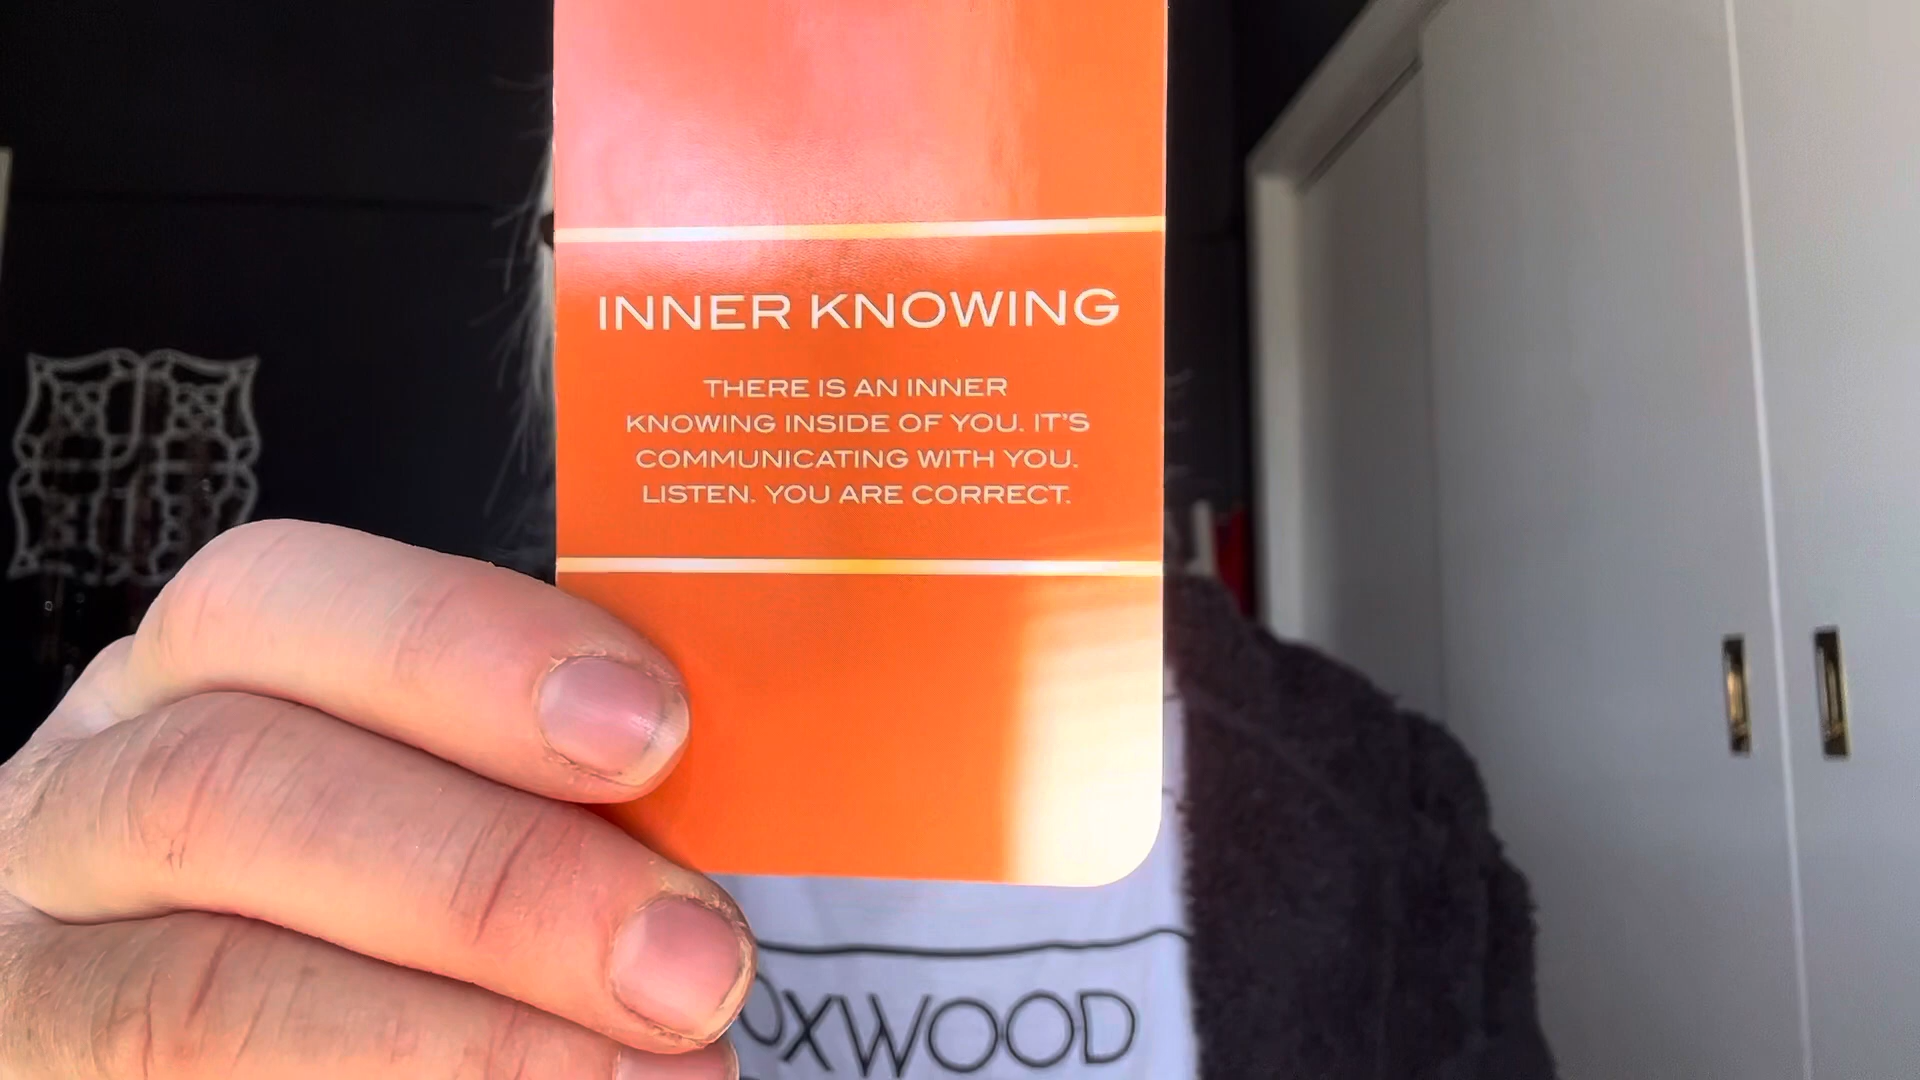 INNER KNOWING
THERE IS AN INNER
KNOWING INSIDE OF YOU. IT'S
COMMUNICATING WITH YOU.
LISTEN. YOU ARE CORRECT.
OXWOOD